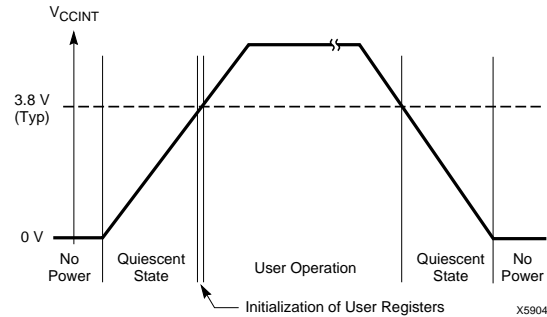 VCCINT
3.8 V
(Typ)
0 V
No
Power
Quiescent
State
User Operation
Quiescent
State
No
Power
Initialization of User Registers
X5904